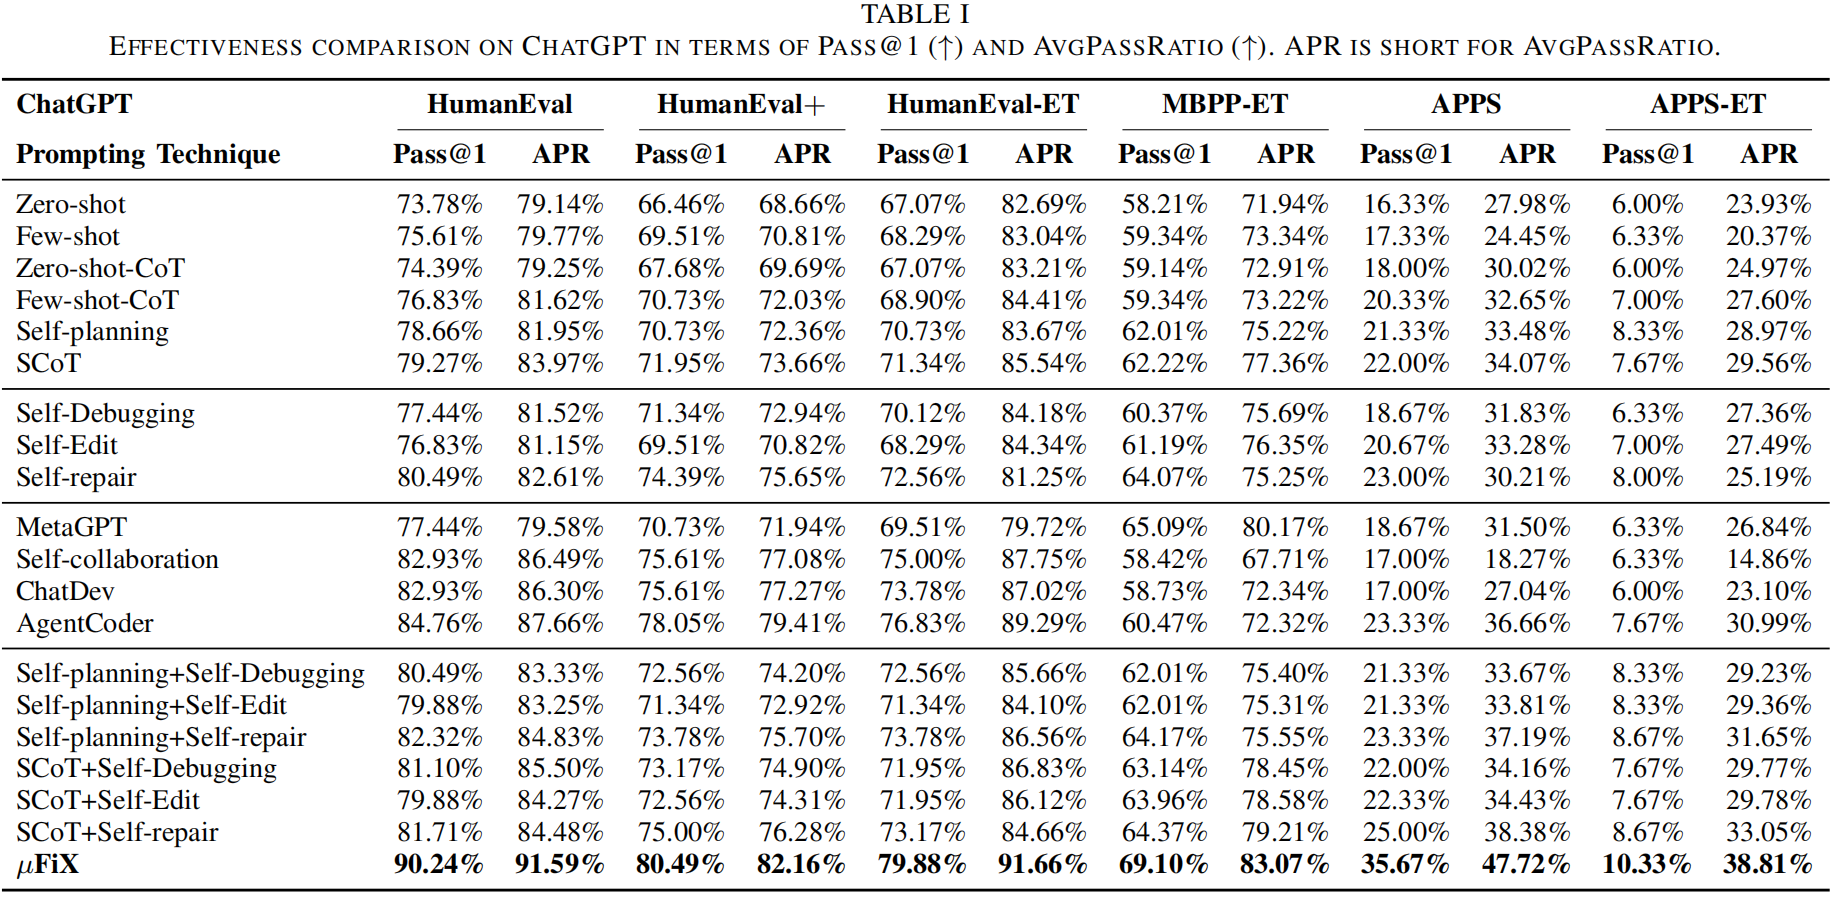 TABLE I
EFFECTIVENESS COMPARISON ON CHATGPT IN TERMS OF PASS@1 (↑) AND AVGPASSRATIO (↑). APR IS SHORT FOR AVGPASSRATIO.
ChatGPT HumanEval HumanEval+ HumanEval-ET MBPP-ET APPS APPS-ET
Prompting Technique Pass@1 APR Pass@1 APR Pass@1 APR Pass@1 APR Pass@1 APR Pass@1 APR
Zero-shot 73.78% 79.14% 66.46% 68.66% 67.07% 82.69% 58.21% 71.94% 16.33% 27.98% 6.00% 23.93%
Few-shot 75.61% 79.77% 69.51% 70.81% 68.29% 83.04% 59.34% 73.34% 17.33% 24.45% 6.33% 20.37%
Zero-shot-CoT 74.39% 79.25% 67.68% 69.69% 67.07% 83.21% 59.14% 72.91% 18.00% 30.02% 6.00% 24.97%
Few-shot-CoT 76.83% 81.62% 70.73% 72.03% 68.90% 84.41% 59.34% 73.22% 20.33% 32.65% 7.00% 27.60%
Self-planning 78.66% 81.95% 70.73% 72.36% 70.73% 83.67% 62.01% 75.22% 21.33% 33.48% 8.33% 28.97%
SCoT 79.27% 83.97% 71.95% 73.66% 71.34% 85.54% 62.22% 77.36% 22.00% 34.07% 7.67% 29.56%
Self-Debugging 77.44% 81.52% 71.34% 72.94% 70.12% 84.18% 60.37% 75.69% 18.67% 31.83% 6.33% 27.36%
Self-Edit 76.83% 81.15% 69.51% 70.82% 68.29% 84.34% 61.19% 76.35% 20.67% 33.28% 7.00% 27.49%
Self-repair 80.49% 82.61% 74.39% 75.65% 72.56% 81.25% 64.07% 75.25% 23.00% 30.21% 8.00% 25.19%
MetaGPT 77.44% 79.58% 70.73% 71.94% 69.51% 79.72% 65.09% 80.17% 18.67% 31.50% 6.33% 26.84%
Self-collaboration 82.93% 86.49% 75.61% 77.08% 75.00% 87.75% 58.42% 67.71% 17.00% 18.27% 6.33% 14.86%
ChatDev 82.93% 86.30% 75.61% 77.27% 73.78% 87.02% 58.73% 72.34% 17.00% 27.04% 6.00% 23.10%
AgentCoder 84.76% 87.66% 78.05% 79.41% 76.83% 89.29% 60.47% 72.32% 23.33% 36.66% 7.67% 30.99%
Self-planning+Self-Debugging 80.49% 83.33% 72.56% 74.20% 72.56% 85.66% 62.01% 75.40% 21.33% 33.67% 8.33% 29.23%
Self-planning+Self-Edit 79.88% 83.25% 71.34% 72.92% 71.34% 84.10% 62.01% 75.31% 21.33% 33.81% 8.33% 29.36%
Self-planning+Self-repair 82.32% 84.83% 73.78% 75.70% 73.78% 86.56% 64.17% 75.55% 23.33% 37.19% 8.67% 31.65%
SCoT+Self-Debugging 81.10% 85.50% 73.17% 74.90% 71.95% 86.83% 63.14% 78.45% 22.00% 34.16% 7.67% 29.77%
SCoT+Self-Edit 79.88% 84.27% 72.56% 74.31% 71.95% 86.12% 63.96% 78.58% 22.33% 34.43% 7.67% 29.78%
SCoT+Self-repair 81.71% 84.48% 75.00% 76.28% 73.17% 84.66% 64.37% 79.21% 25.00% 38.38% 8.67% 33.05%
μFiX 90.24% 91.59% 80.49% 82.16% 79.88% 91.66% 69.10% 83.07% 35.67% 47.72% 10.33% 38.81%